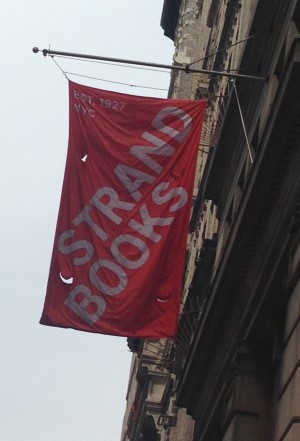 EST. 1927
NYC
STRAND
BOOKS